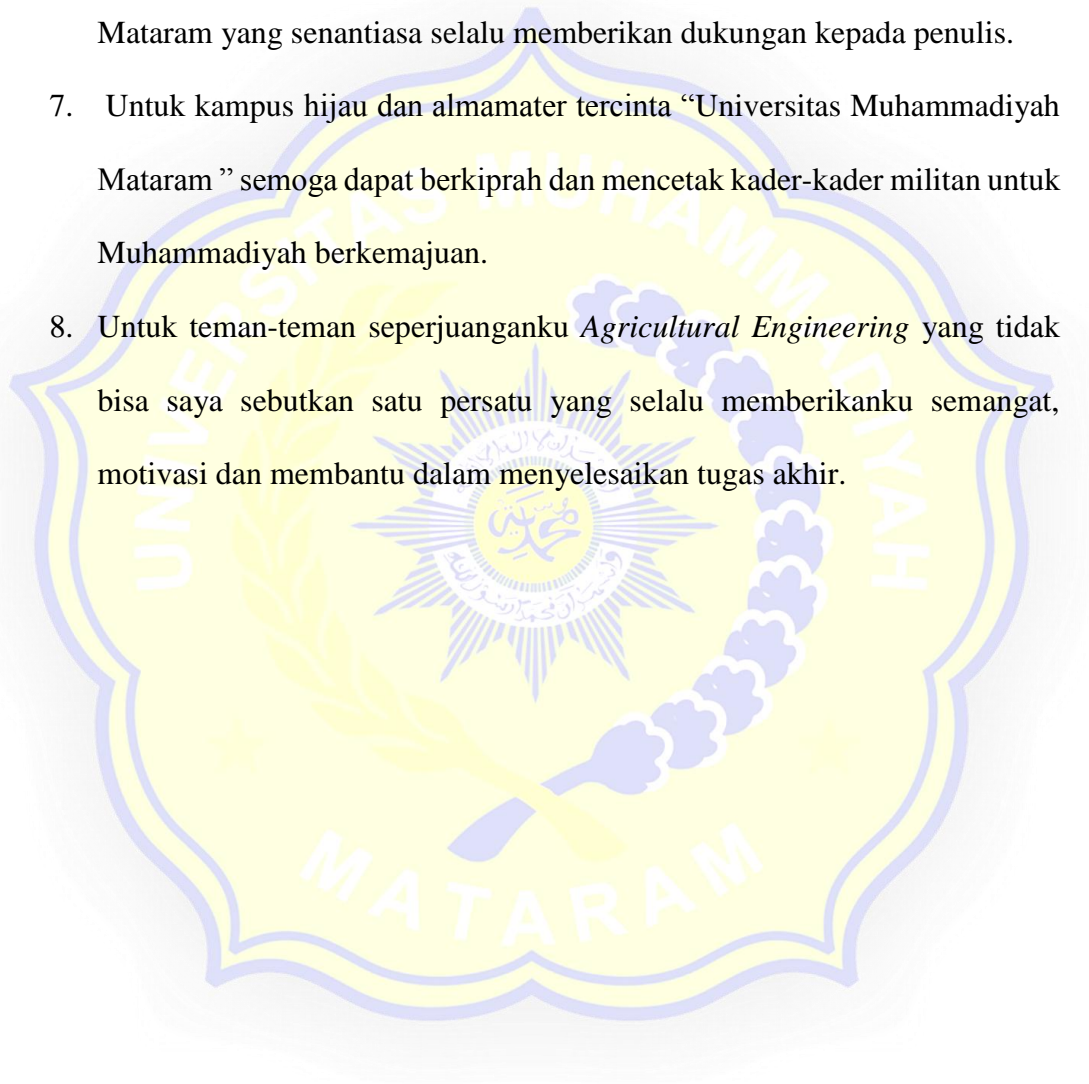 Mataram yang senantiasa selalu memberikan dukungan kepada penulis.
7. Untuk kampus hijau dan almamater tercinta “Universitas Muhammadiyah
Mataram ” semoga dapat berkiprah dan mencetak kader-kader militan untuk
Muhammadiyah berkemajuan.
8. Untuk teman-teman seperjuanganku Agricultural Engineering yang tidak
bisa saya sebutkan satu persatu yang selalu memberikanku semangat,
motivasi dan membantu dalam menyelesaikan tugas akhir.
UNIVERSITAS MUHAMMADIYAH
MATARAM